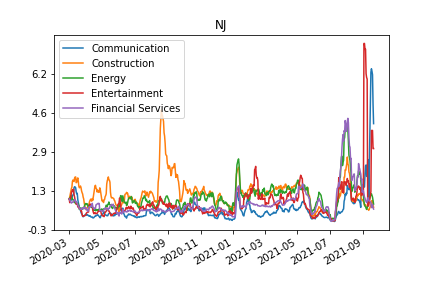 NJ
Communication
Construction
Energy
Entertainment
Financial Services
6.2
4.6
2.9
1.3
-0.3
2020-03
2020-05
2020-07
2020-09
2020-11
2021-01
2021-03
2021-05
2021-07
2021-09